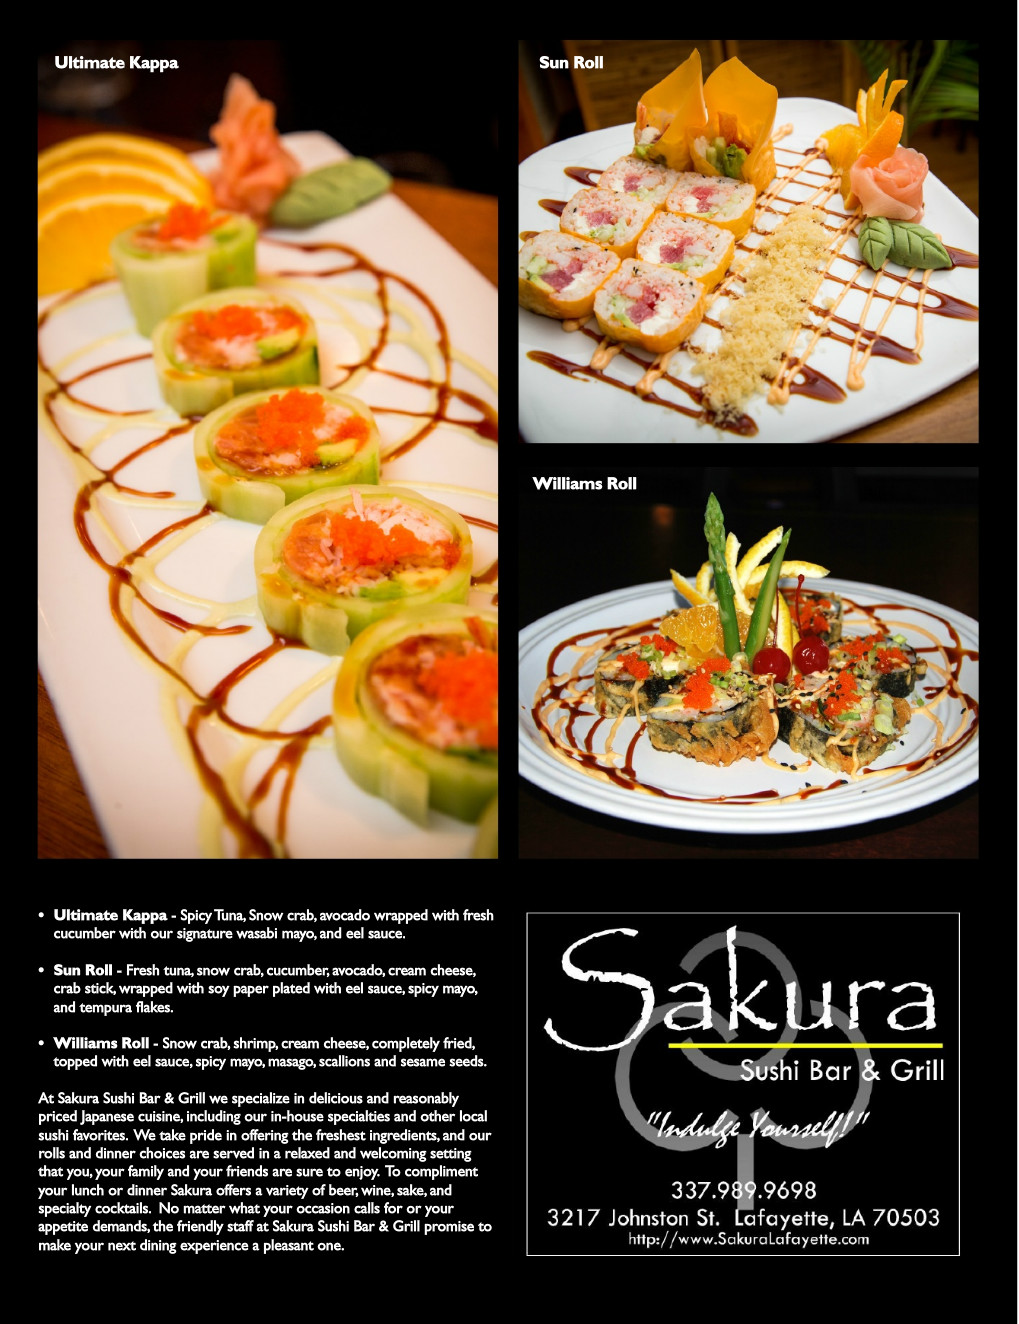 Ultimate Kappa
Sun Roll
Williams Roll
• Ultimate Kappa - Spicy Tuna, Snow crab, avocado wrapped with fresh
cucumber with our signature wasabi mayo, and eel sauce.
• Sun Roll - Fresh tuna, snow crab, cucumber, avocado, cream cheese,
crab stick, wrapped with soy paper plated with eel sauce, spicy mayo,
and tempura flakes.
• Williams Roll - Snow crab, shrimp, cream cheese, completely fried,
topped with eel sauce, spicy mayo, masago, scallions and sesame seeds.
At Sakura Sushi Bar & Grill we specialize in delicious and reasonably
priced Japanese cuisine, including our in-house specialties and other local
sushi favorites. We take pride in offering the freshest ingredients, and our
rolls and dinner choices are served in a relaxed and welcoming setting
that you, your family and your friends are sure to enjoy. To compliment
your lunch or dinner Sakura offers a variety of beer, wine, sake, and
specialty cocktails. No matter what your occasion calls for or your
appetite demands, the friendly staff at Sakura Sushi Bar & Grill promise to
make your next dining experience a pleasant one.
Sakura
Sushi Bar & Grill
"Indulge Yourself!"
337.989.9698
3217 Johnston St. Lafayette, LA 70503
http://www.SakuraLafayette.com